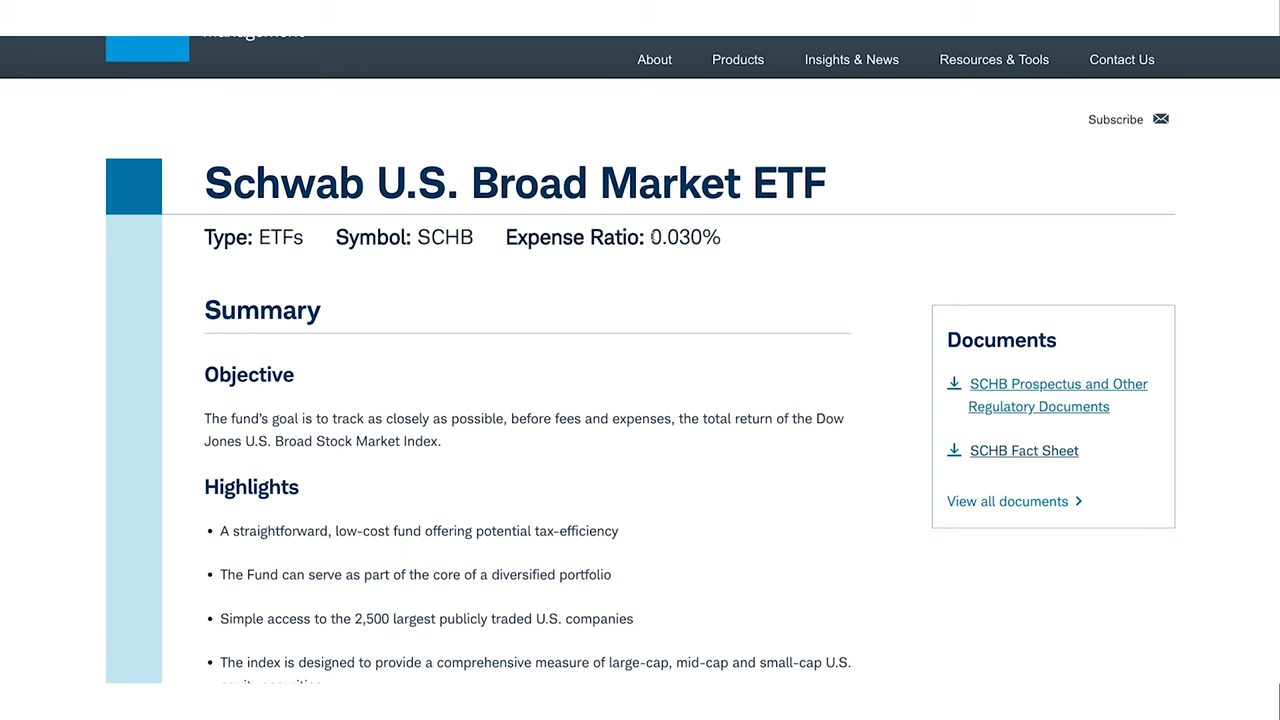 About Products Insights & News Resources & Tools Contact Us
Subscribe
Schwab U.S. Broad Market ETF
Type: ETFs Symbol: SCHB Expense Ratio: 0.030%
Summary
Objective
The fund's goal is to track as closely as possible, before fees and expenses, the total return of the Dow
Jones U.S. Broad Stock Market Index.
Highlights
• A straightforward, low-cost fund offering potential tax-efficiency
• The Fund can serve as part of the core of a diversified portfolio
• Simple access to the 2,500 largest publicly traded U.S. companies
• The index is designed to provide a comprehensive measure of large-cap, mid-cap and small-cap U.S.
Documents
SCHB Prospectus and Other
Regulatory Documents
SCHB Fact Sheet
View all documents